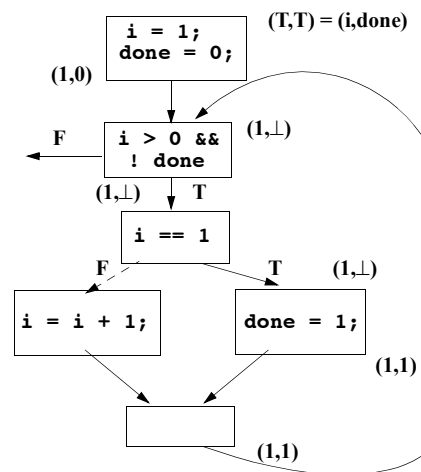 (T,T) = (i,done)
i = 1;
done = 0;
(1,0)
i > 0 &&
! done
(1,⊥)
F
(1,⊥)
T
i == 1
F
T
(1,⊥)
i = i + 1;
done = 1;
(1,1)
(1,1)